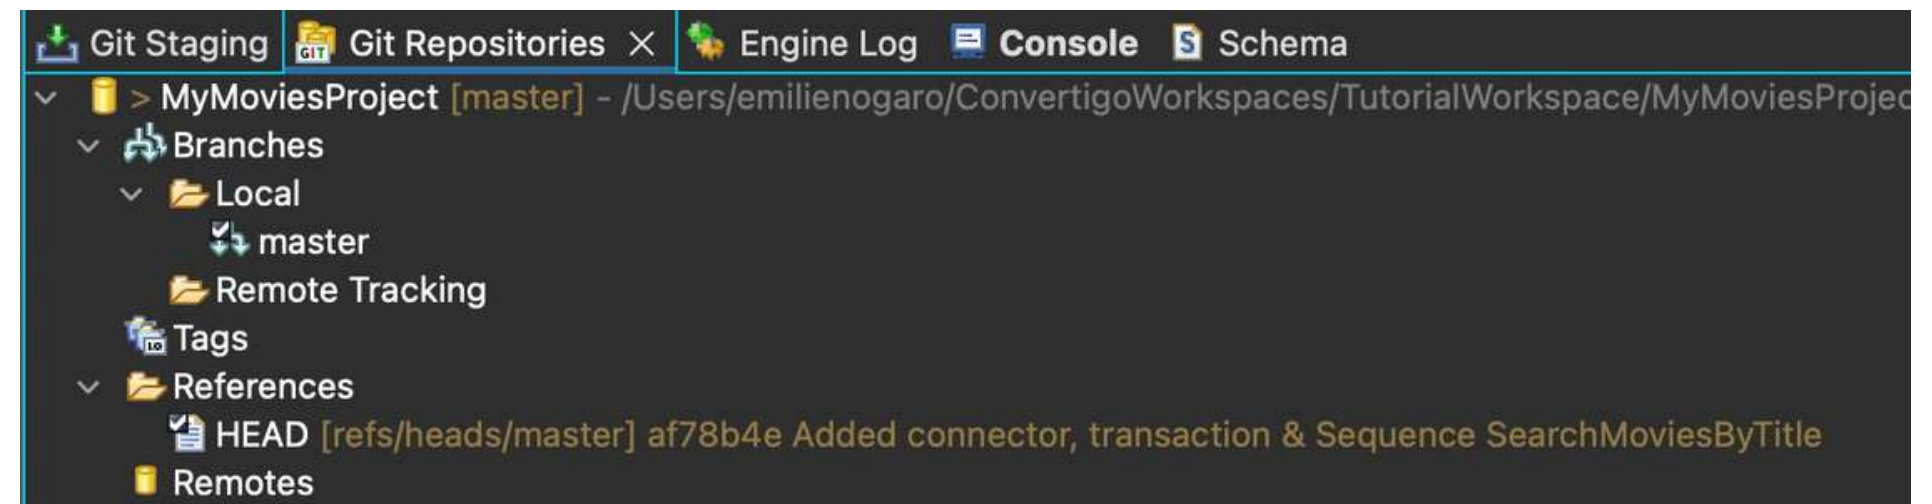 Git Staging GIT Git Repositories Engine Log Console S Schema
> MyMoviesProject [master] – /Users/emilienogaro/ConvertigoWorkspaces/TutorialWorkspace/MyMoviesProjec
Branches
Local
master
Remote Tracking
Tags
References
HEAD [refs/heads/master] af78b4e Added connector, transaction & Sequence SearchMoviesByTitle
Remotes